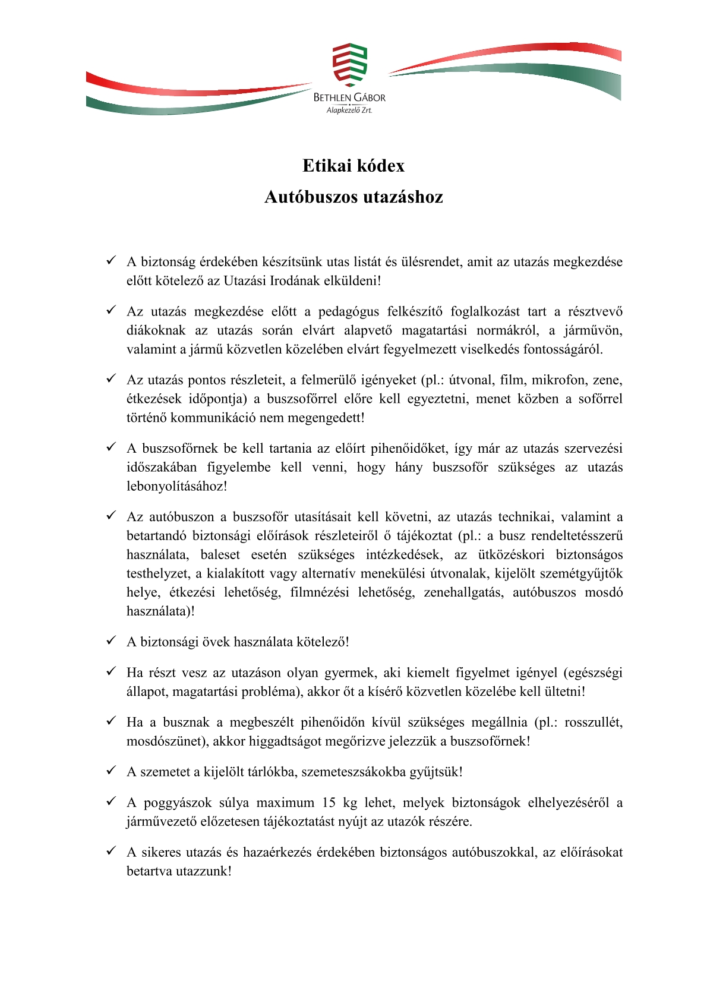 BETHLEN GÁBOR
Alapkezelő Zrt.
Etikai kódex
Autóbuszos utazáshoz
✓ A biztonság érdekében készítsünk utas listát és ülésrendet, amit az utazás megkezdése
előtt kötelező az Utazási Irodának elküldeni!
✓ Az utazás megkezdése előtt a pedagógus felkészítő foglalkozást tart a résztvevő
diákoknak az utazás során elvárt alapvető magatartási normákról, a járművön,
valamint a jármű közvetlen közelében elvárt fegyelmezett viselkedés fontosságáról.
✓ Az utazás pontos részleteit, a felmerülő igényeket (pl.: útvonal, film, mikrofon, zene,
étkezések időpontja) a buszsofőrrel előre kell egyeztetni, menet közben a sofőrrel
történő kommunikáció nem megengedett!
✓ A buszsofőrnek be kell tartania az előírt pihenőidőket, így már az utazás szervezési
időszakában figyelembe kell venni, hogy hány buszsofőr szükséges az utazás
lebonyolításához!
✓ Az autóbuszon a buszsofőr utasításait kell követni, az utazás technikai, valamint a
betartandó biztonsági előírások részleteiről ő tájékoztat (pl.: a busz rendeltetésszerű
használata, baleset esetén szükséges intézkedések, az ütközéskori biztonságos
testhelyzet, a kialakított vagy alternatív menekülési útvonalak, kijelölt szemétgyűjtők
helye, étkezési lehetőség, filmnézési lehetőség, zenehallgatás, autóbuszos mosdó
használata)!
✓ A biztonsági övek használata kötelező!
✓ Ha részt vesz az utazáson olyan gyermek, aki kiemelt figyelmet igényel (egészségi
állapot, magatartási probléma), akkor őt a kísérő közvetlen közelébe kell ültetni!
✓ Ha a busznak a megbeszélt pihenőidőn kívül szükséges megállnia (pl.: rosszullét,
mosdószünet), akkor higgadtságot megőrizve jelezzük a buszsofőrnek!
✓ A szemetet a kijelölt tárlókba, szemeteszsákokba gyűjtsük!
✓ A poggyászok súlya maximum 15 kg lehet, melyek biztonságok elhelyezéséről a
járművezető előzetesen tájékoztatást nyújt az utazók részére.
✓ A sikeres utazás és hazaérkezés érdekében biztonságos autóbuszokkal, az előírásokat
betartva utazzunk!